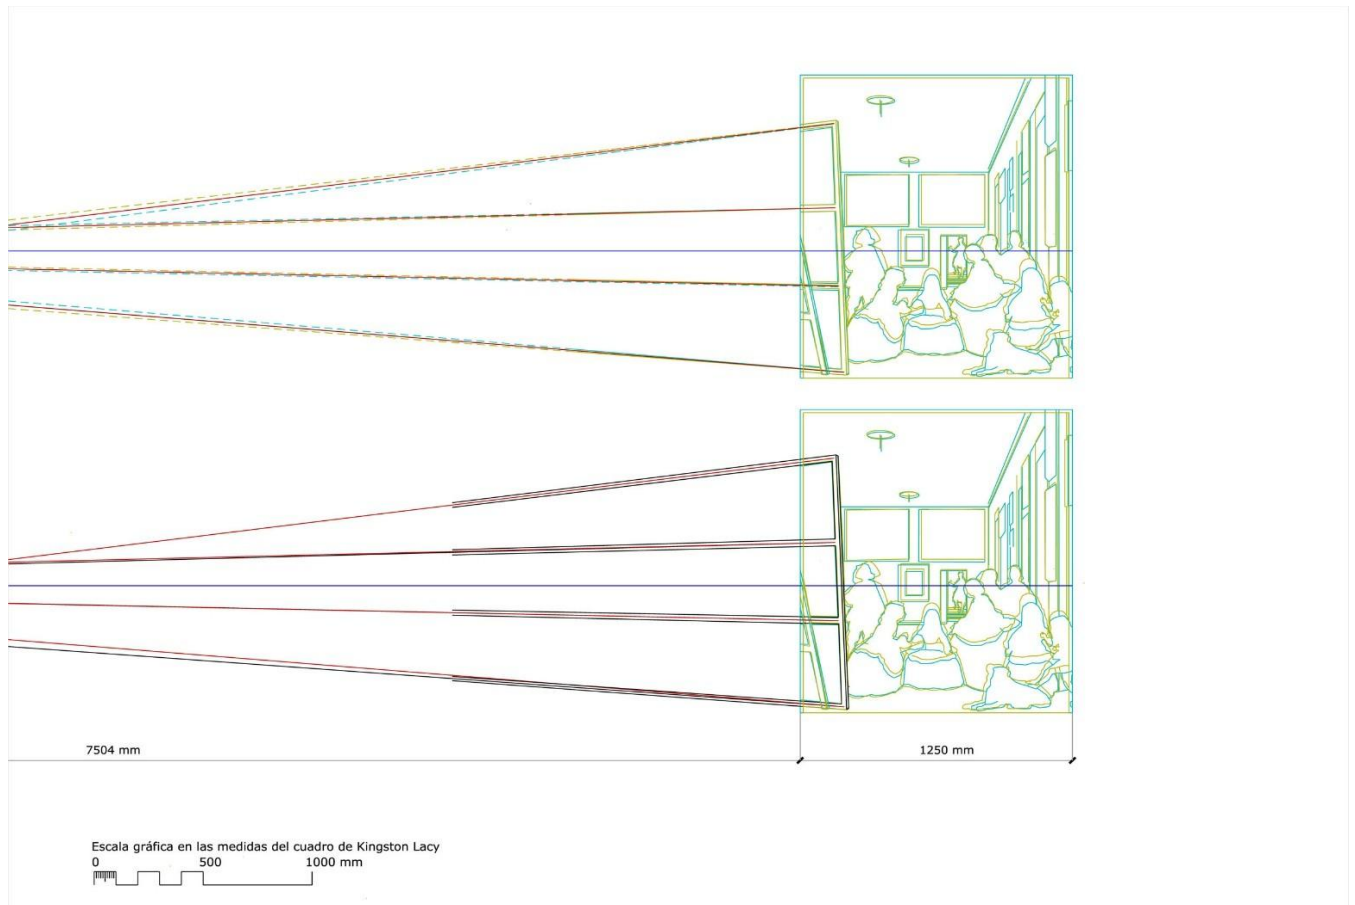 7504 mm
1250 mm
Escala gráfica en las medidas del cuadro de Kingston Lacy
0 500 1000 mm